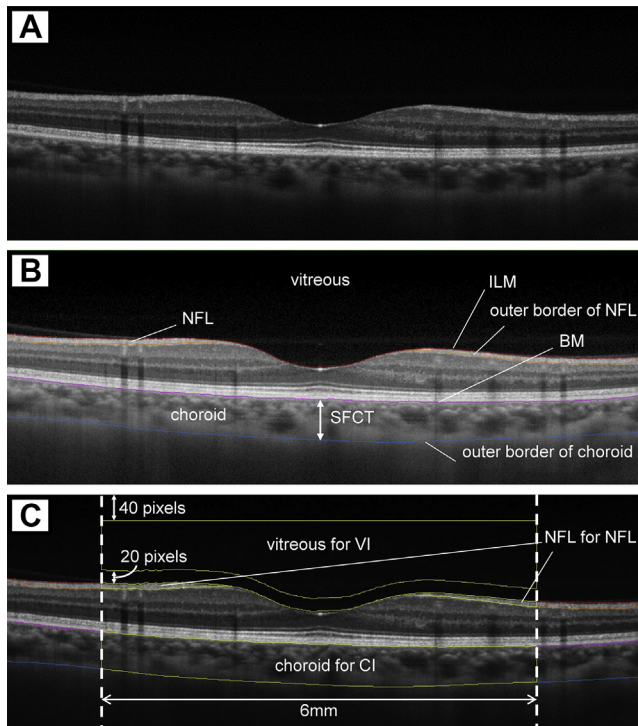 A
B
vitreous
ILM
NFL
outer border of NFL
BM
choroid
SFCT
outer border of choroid
C
40 pixels
20 pixels
vitreous for VI
NFL for NFL
choroid for CI
6mm